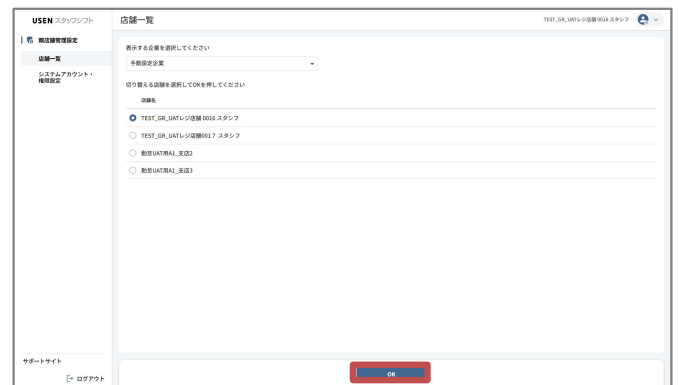 USEN スタッフシフト
店舗一覧
TEST_GR_UATレジ店舗 0016 スタシフ
親店舗管理設定
店舗一覧
システムアカウント・
権限設定
表示する企業を選択してください
手動設定企業
切り替える店舗を選択してOKを押してください
店舗名
TEST_GR_UATレジ店舗 0016 スタシフ
TEST_GR_UATレジ店舗0017 スタシフ
勤怠UAT用A1_支店2
勤怠UAT用A1_支店3
サポートサイト
ログアウト
OK